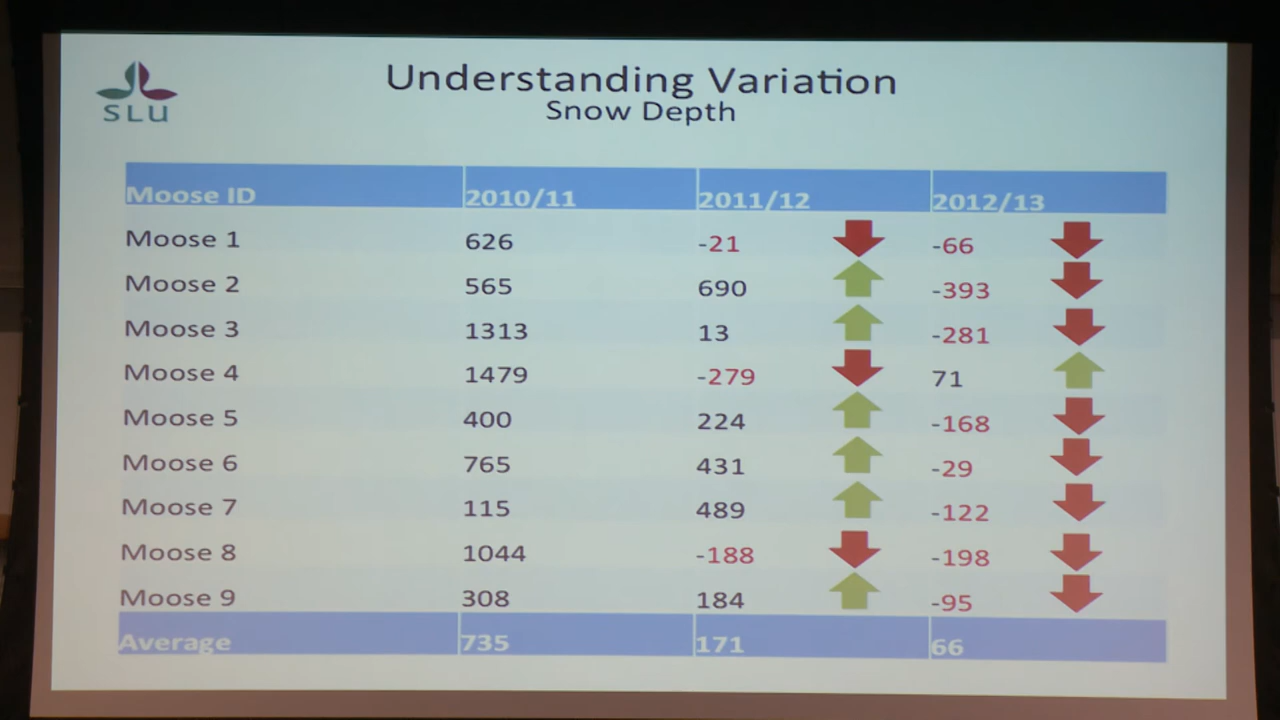 SLU
Understanding Variation
Snow Depth
Moose ID 2010/11 2011/12 2012/13
Moose 1 626 -21 -66
Moose 2 565 690 -393
Moose 3 1313 13 -281
Moose 4 1479 -279 71
Moose 5 400 224 -168
Moose 6 765 431 -29
Moose 7 115 489 -122
Moose 8 1044 -188 -198
Moose 9 308 184 -95
Average 735 171 66